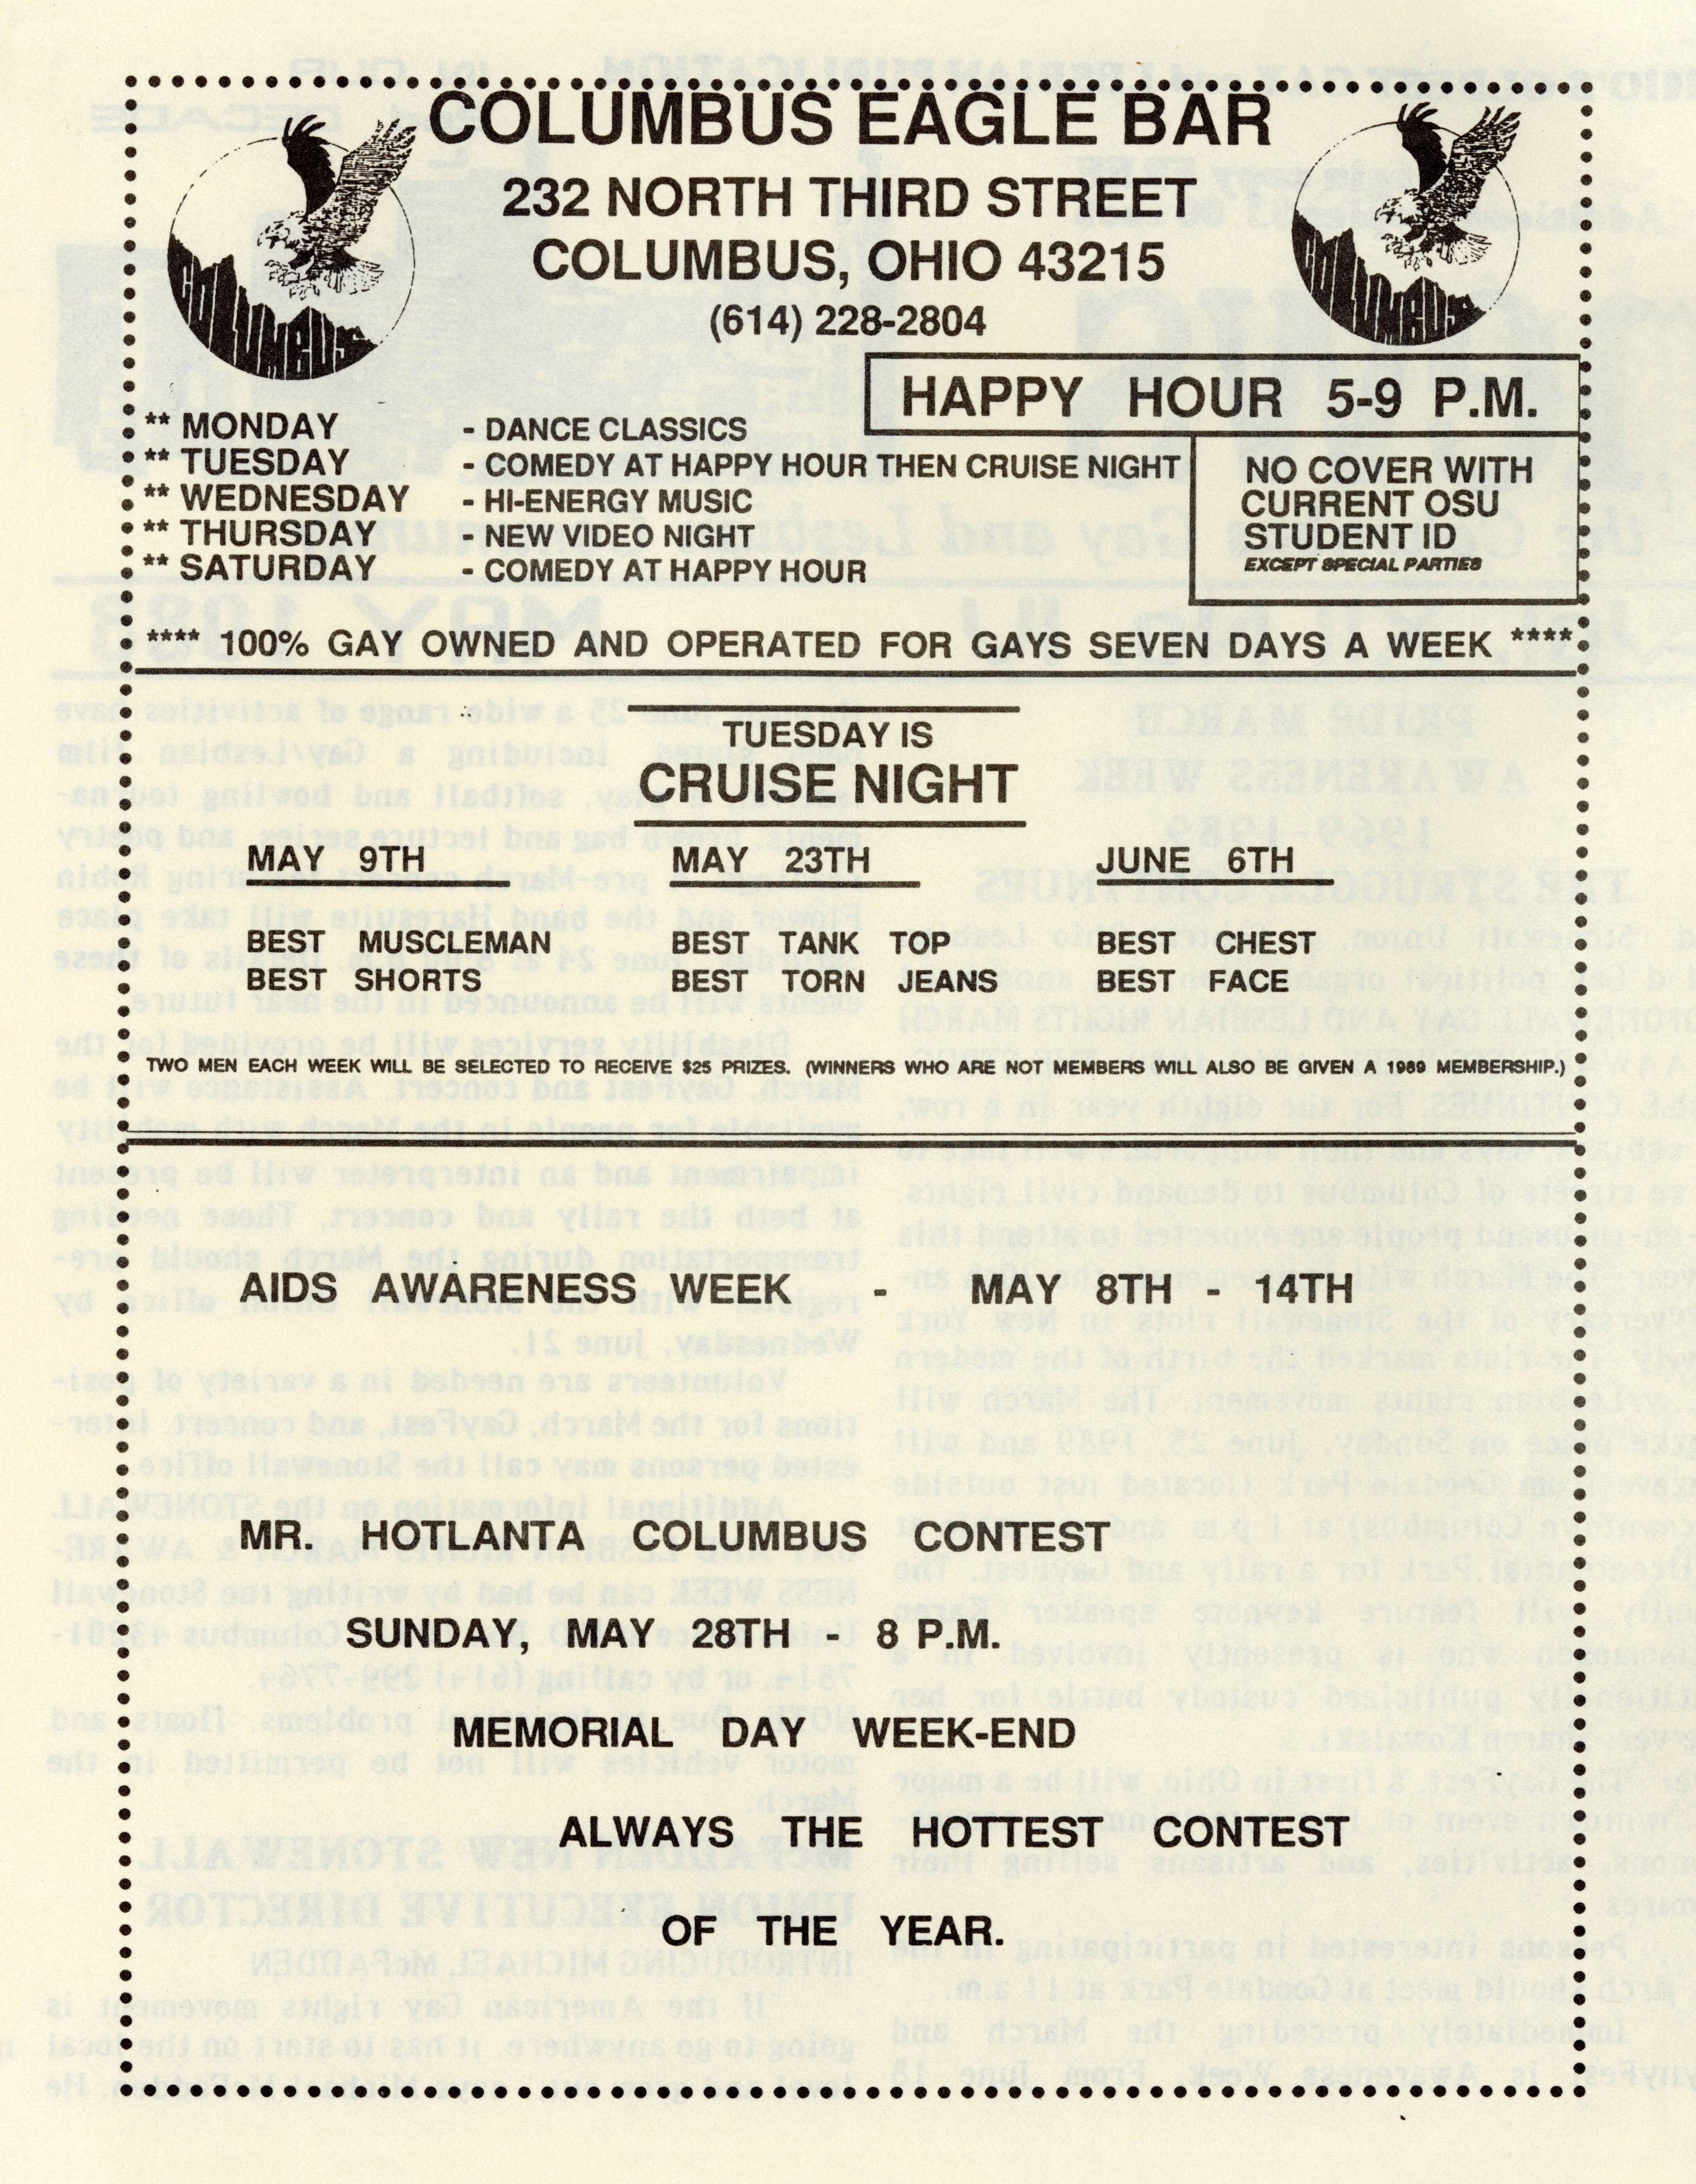 COLUMBUS EAGLE BAR
232 NORTH THIRD STREET
COLUMBUS, OHIO 43215
(614) 228-2804
COLUMBUS
COLUMBUS
HAPPY HOUR 5-9 P.M.
** MONDAY - DANCE CLASSICS
** TUESDAY - COMEDY AT HAPPY HOUR THEN CRUISE NIGHT
** WEDNESDAY - HI-ENERGY MUSIC
** THURSDAY - NEW VIDEO NIGHT
** SATURDAY - COMEDY AT HAPPY HOUR
NO COVER WITH
CURRENT OSU
STUDENT ID
EXCEPT SPECIAL PARTIES
**** 100% GAY OWNED AND OPERATED FOR GAYS SEVEN DAYS A WEEK ****
TUESDAY IS
CRUISE NIGHT
MAY 9TH
BEST MUSCLEMAN
BEST SHORTS
MAY 23TH
BEST TANK TOP
BEST TORN JEANS
JUNE 6TH
BEST CHEST
BEST FACE
TWO MEN EACH WEEK WILL BE SELECTED TO RECEIVE $25 PRIZES. (WINNERS WHO ARE NOT MEMBERS WILL ALSO BE GIVEN A 1989 MEMBERSHIP.)
AIDS AWARENESS WEEK - MAY 8TH - 14TH
MR. HOTLANTA COLUMBUS CONTEST
SUNDAY, MAY 28TH - 8 P.M.
MEMORIAL DAY WEEK-END
ALWAYS THE HOTTEST CONTEST
OF THE YEAR.